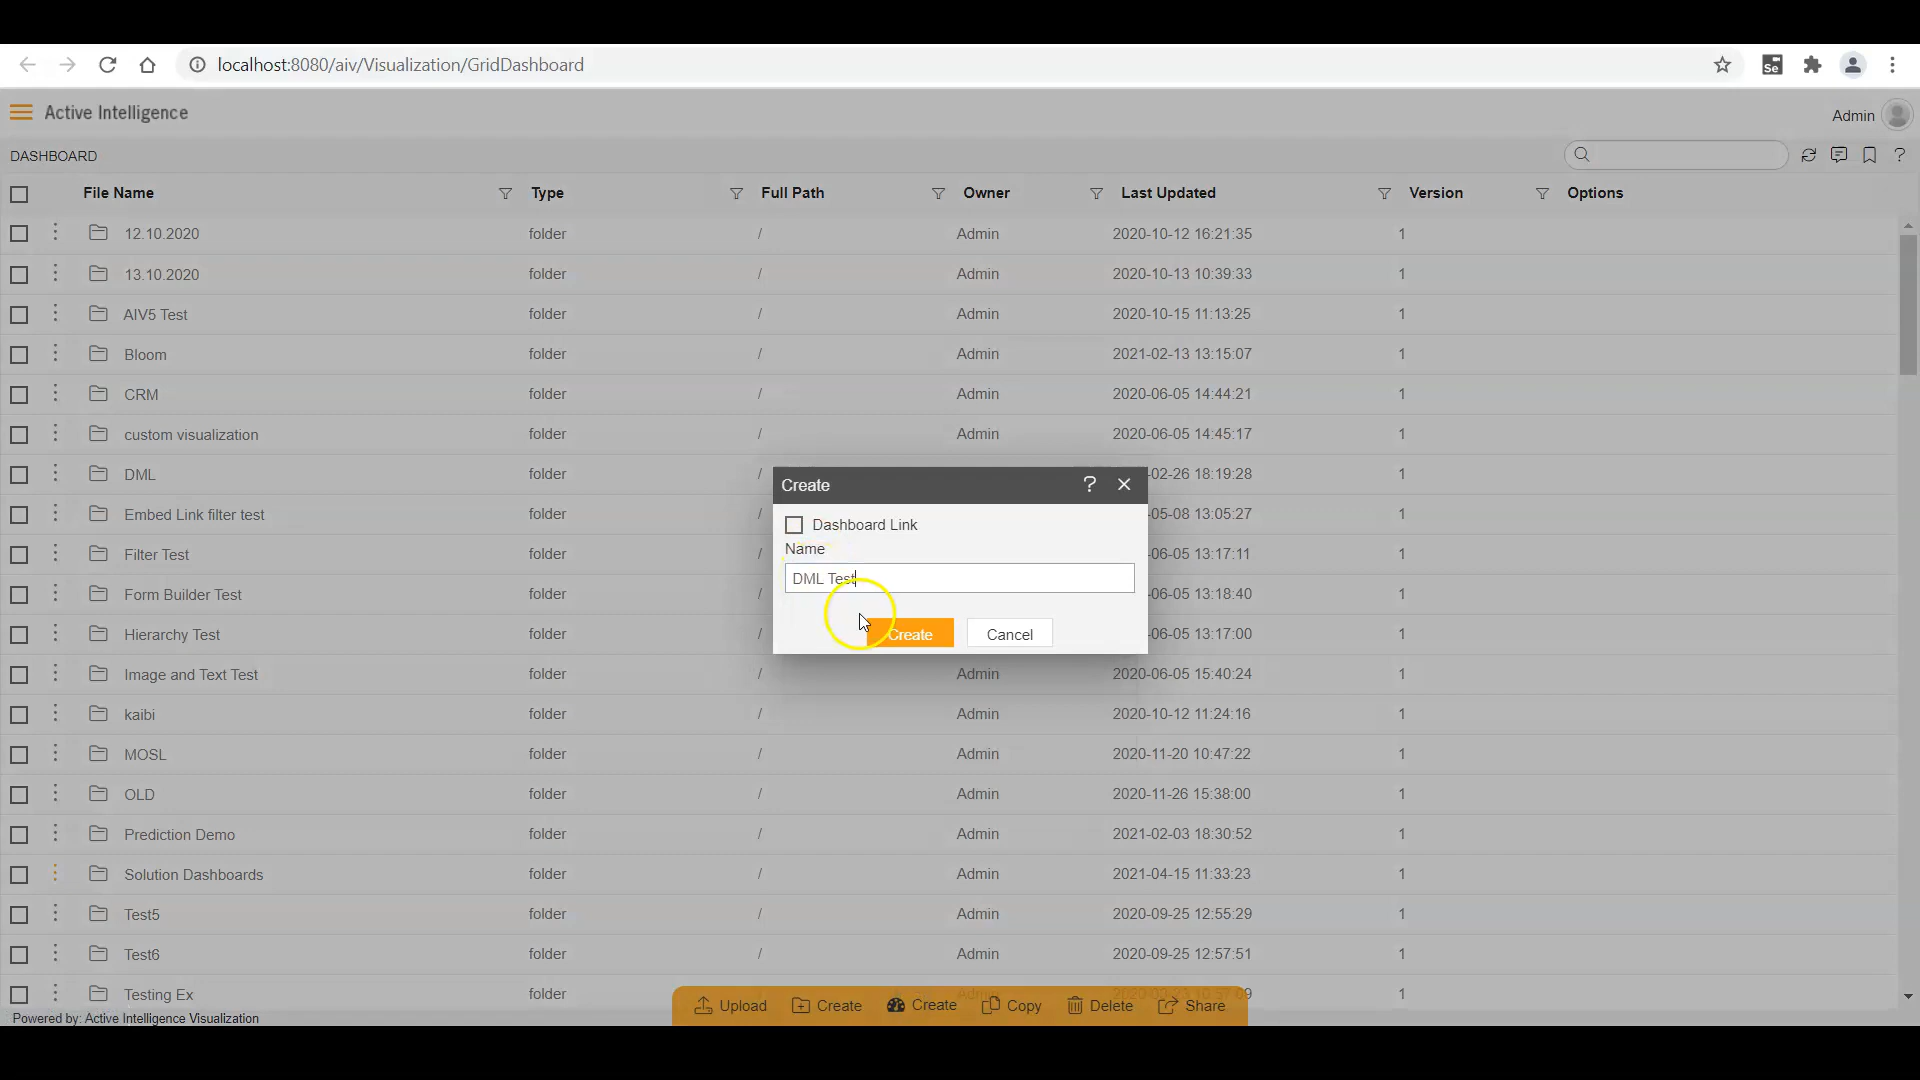 localhost:8080/aiv/Visualization/GridDashboard
Se
Active Intelligence
Admin
DASHBOARD
?
File Name Type Full Path Owner Last Updated Version Options
12.10.2020 folder / Admin 2020-10-12 16:21:35 1
13.10.2020 folder / Admin 2020-10-13 10:39:33 1
AIV5 Test folder / Admin 2020-10-15 11:13:25 1
Bloom folder / Admin 2021-02-13 13:15:07 1
CRM folder / Admin 2020-06-05 14:44:21 1
custom visualization folder / Admin 2020-06-05 14:45:17 1
DML folder / 02-26 18:19:28 1
Embed Link filter test folder / 05-08 13:05:27 1
Filter Test folder / 06-05 13:17:11 1
Form Builder Test folder / 06-05 13:18:40 1
Hierarchy Test folder / 06-05 13:17:00 1
Image and Text Test folder / Admin 2020-06-05 15:40:24 1
kaibi folder / Admin 2020-10-12 11:24:16 1
MOSL folder / Admin 2020-11-20 10:47:22 1
OLD folder / Admin 2020-11-26 15:38:00 1
Prediction Demo folder / Admin 2021-02-03 18:30:52 1
Solution Dashboards folder / Admin 2021-04-15 11:33:23 1
Test5 folder / Admin 2020-09-25 12:55:29 1
Test6 folder / Admin 2020-09-25 12:57:51 1
Testing Ex folder 1
Create ?
Dashboard Link
Name
DML Test
Create Cancel
Upload Create Create Copy Delete Share
Powered by: Active Intelligence Visualization